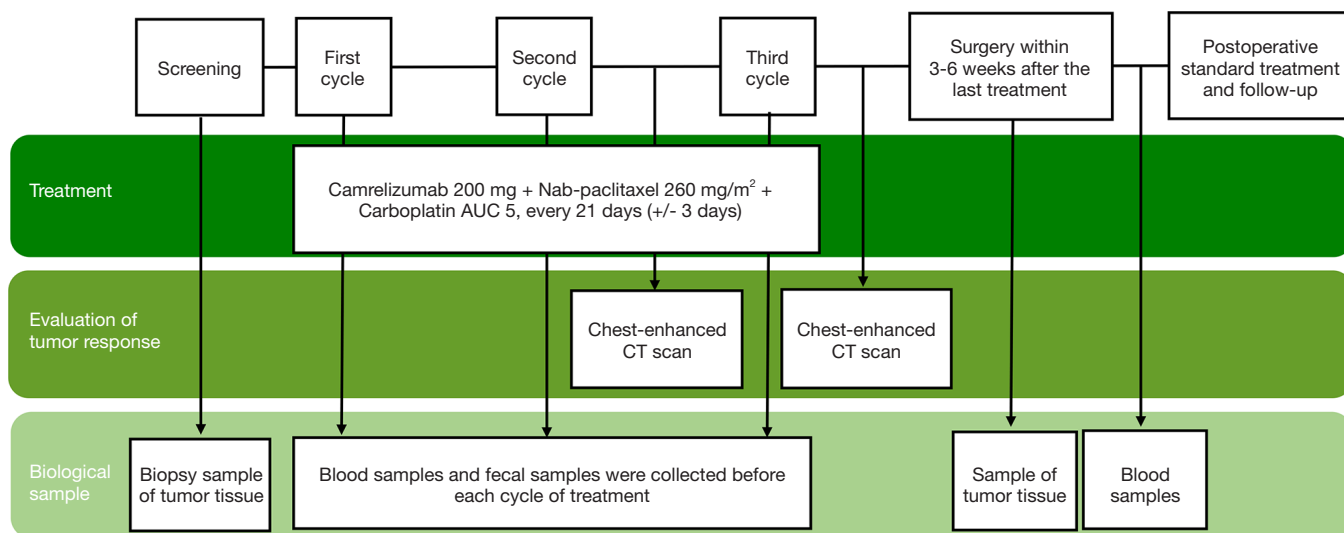 Screening
First
cycle
Second
cycle
Third
cycle
Surgery within
3-6 weeks after the
last treatment
Postoperative
standard treatment
and follow-up
Treatment
Camrelizumab 200 mg + Nab-paclitaxel 260 mg/m² +
Carboplatin AUC 5, every 21 days (+/- 3 days)
Evaluation of
tumor response
Chest-enhanced
CT scan
Chest-enhanced
CT scan
Biological
sample
Biopsy sample
of tumor tissue
Blood samples and fecal samples were collected before
each cycle of treatment
Sample of
tumor tissue
Blood
samples